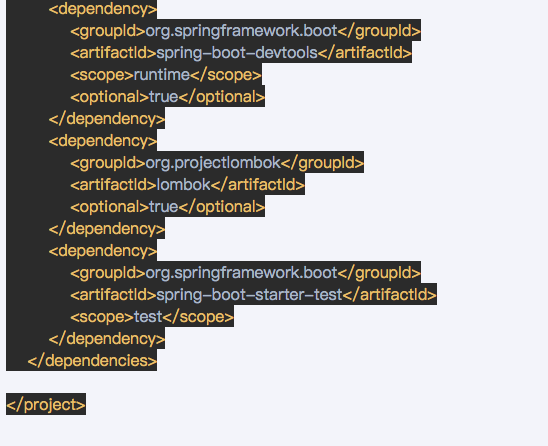 <dependency>
<groupId>org.springframework.boot</groupId>
<artifactId>spring-boot-devtools</artifactId>
<scope>runtime</scope>
<optional>true</optional>
</dependency>
<dependency>
<groupId>org.projectlombok</groupId>
<artifactId>lombok</artifactId>
<optional>true</optional>
</dependency>
<dependency>
<groupId>org.springframework.boot</groupId>
<artifactId>spring-boot-starter-test</artifactId>
<scope>test</scope>
</dependency>
</dependencies>
</project>